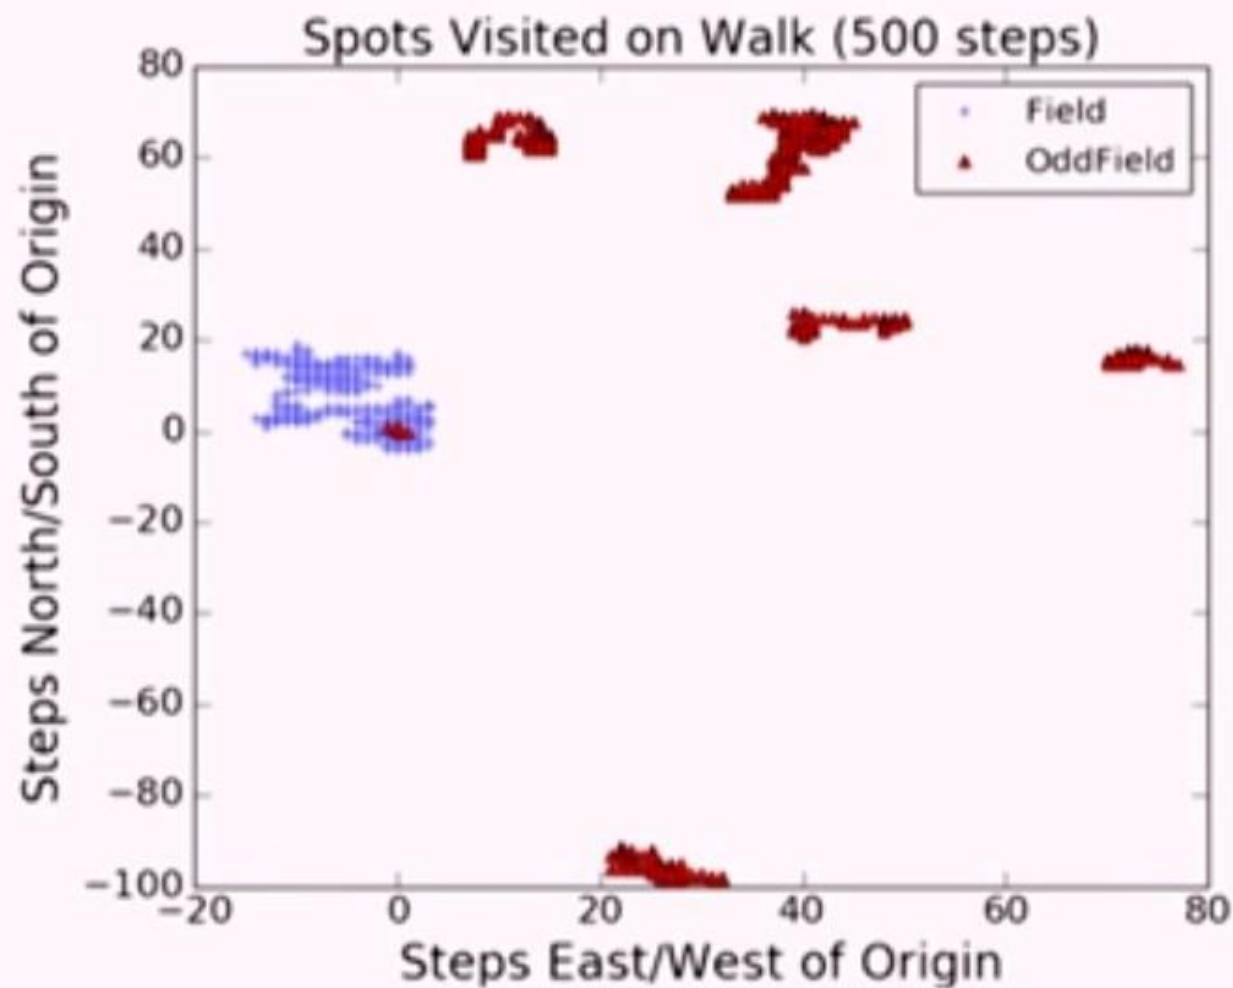 Spots Visited on Walk (500 steps)
Field
OddField
Steps North/South of Origin
80
60
40
20
0
−20
−40
−60
−80
−100
−20 0 20 40 60 80
Steps East/West of Origin